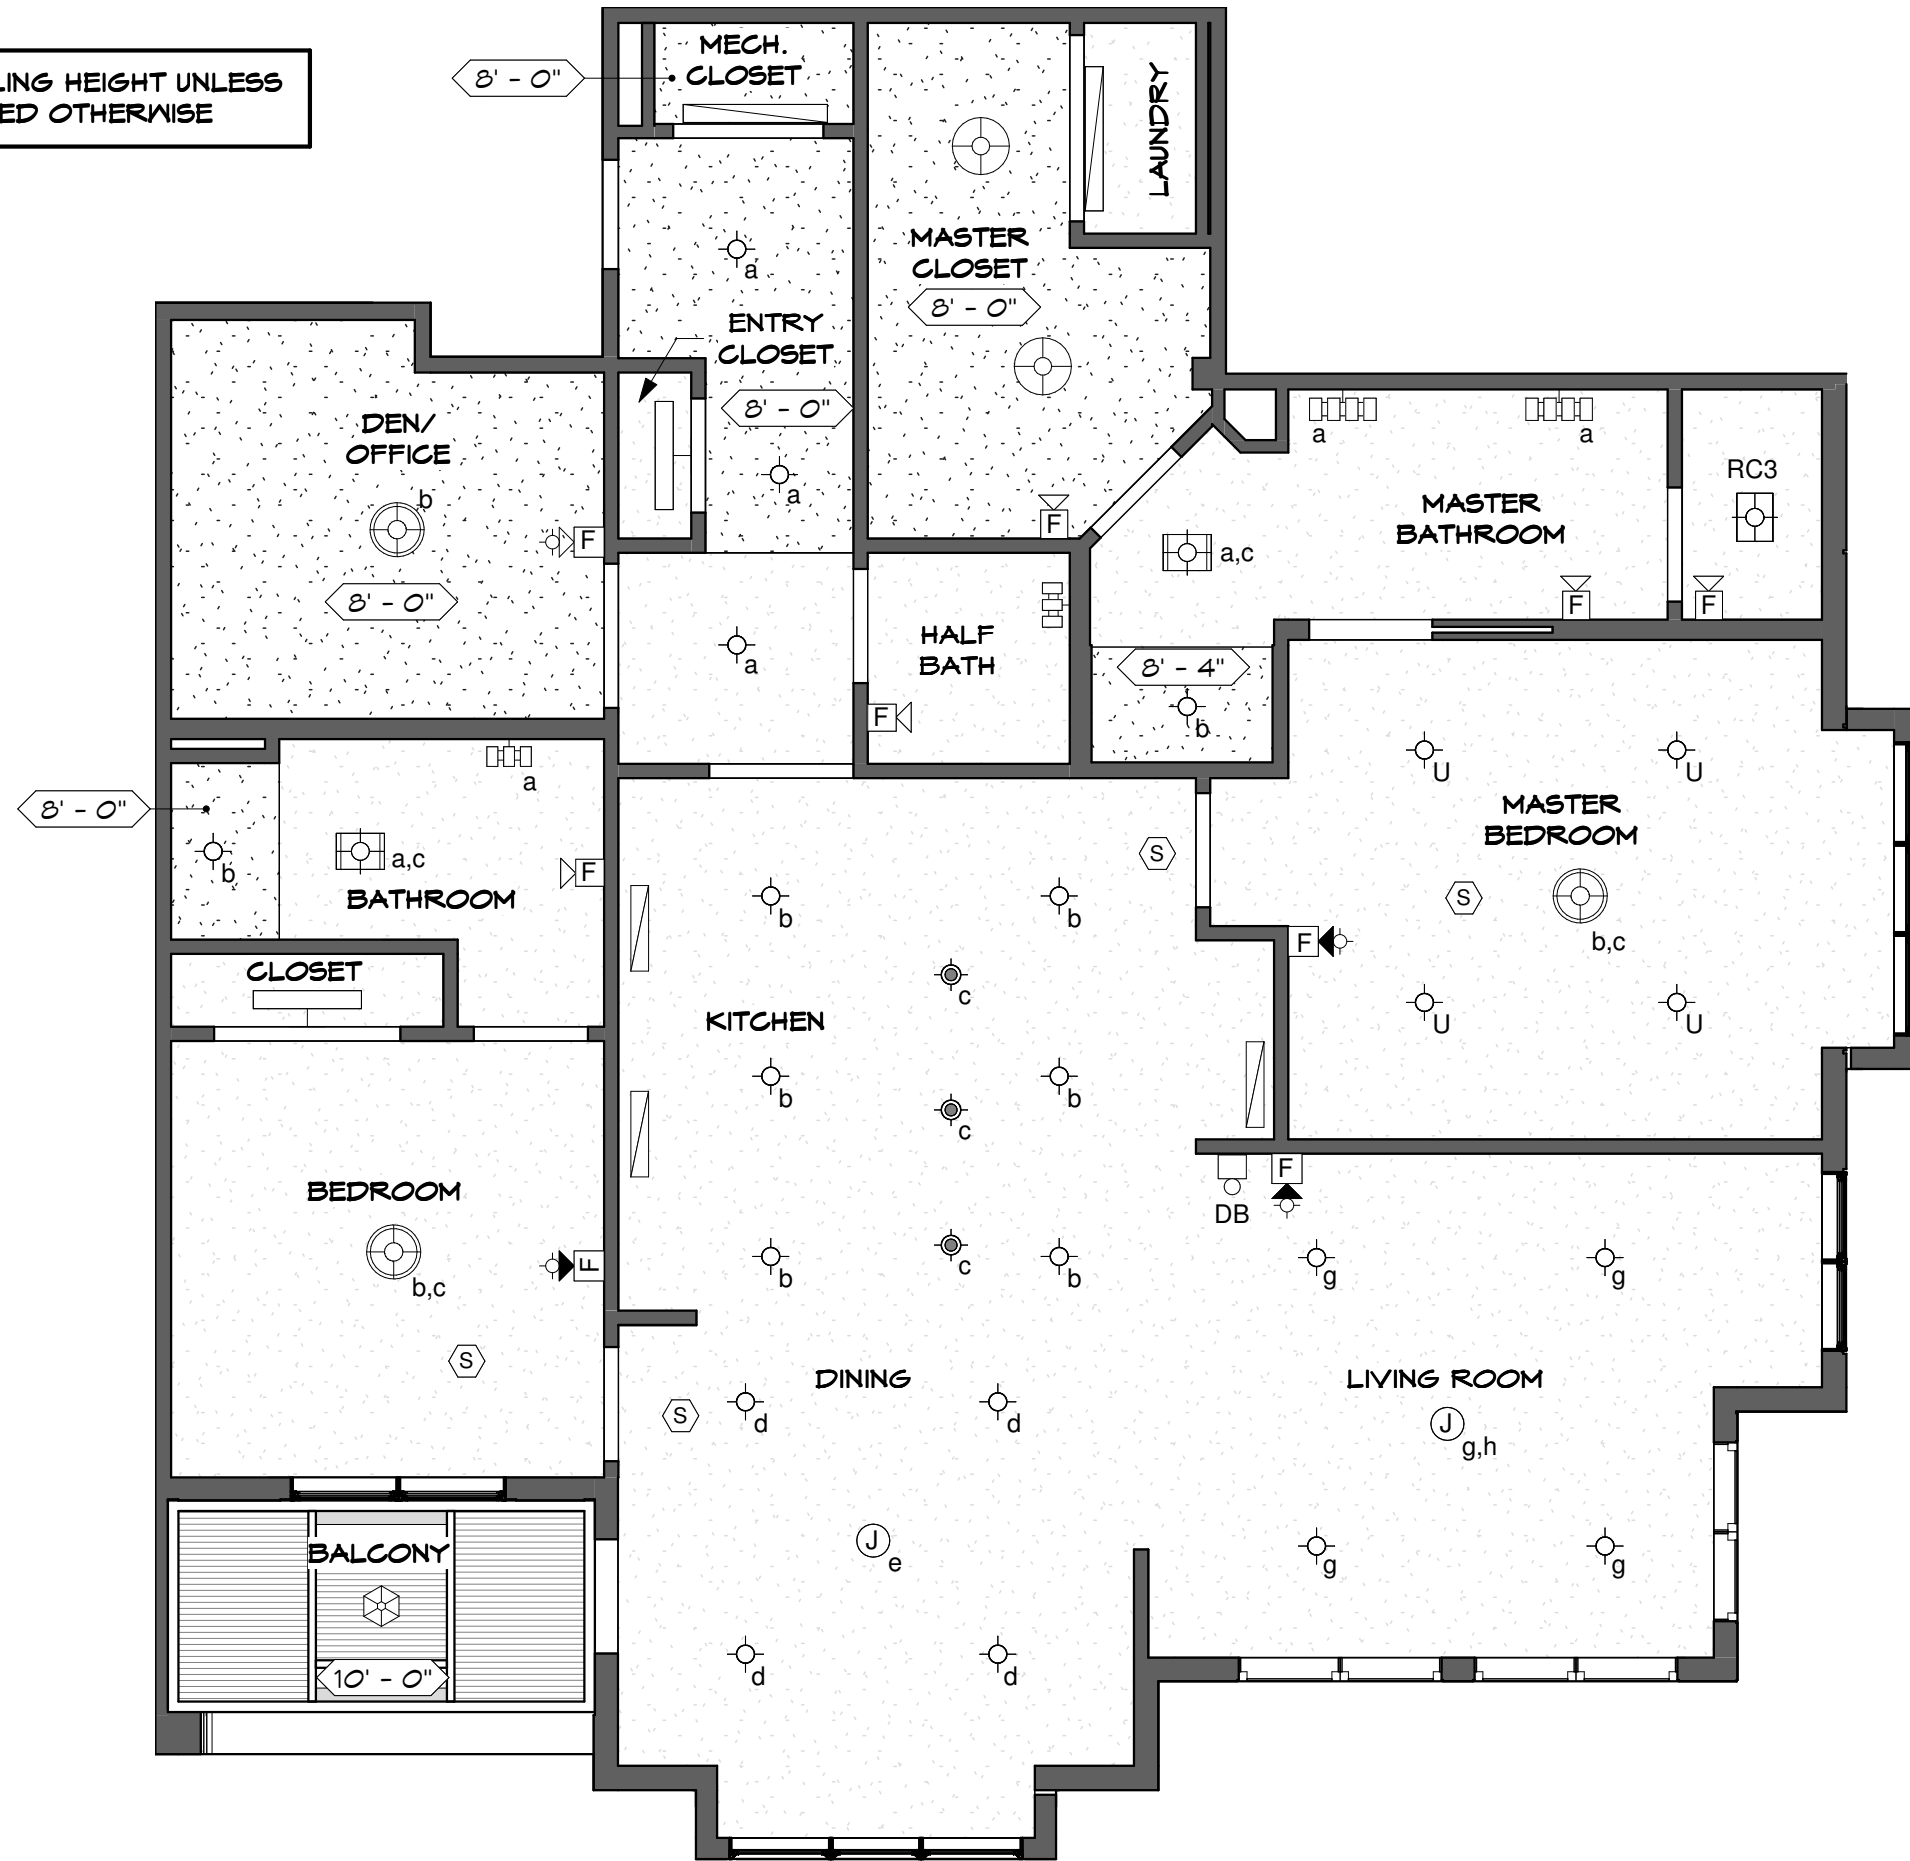 LING HEIGHT UNLESS
ED OTHERWISE
8' - 0"
MECH.
CLOSET
LAUNDRY
MASTER
CLOSET
8' - 0"
a
ENTRY
CLOSET
8' - 0"
a
DEN/
OFFICE
b
8' - 0"
F
F
a
a
RC3
MASTER
BATHROOM
a,c
F
F
HALF
BATH
F
a
8' - 4"
b
U
U
MASTER
BEDROOM
S
b,c
F
U
U
a
8' - 0"
b
a,c
BATHROOM
F
CLOSET
S
b
b
c
KITCHEN
b
b
c
b
b
c
BEDROOM
b,c
F
S
F
DB
g
g
DINING
LIVING ROOM
S
d
d
J
g,h
J
e
g
g
d
d
BALCONY
10' - 0"